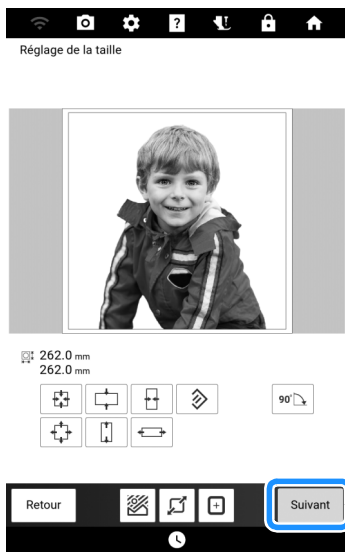 ?
Réglage de la taille
262.0 mm
262.0 mm
90°
Retour
Suivant